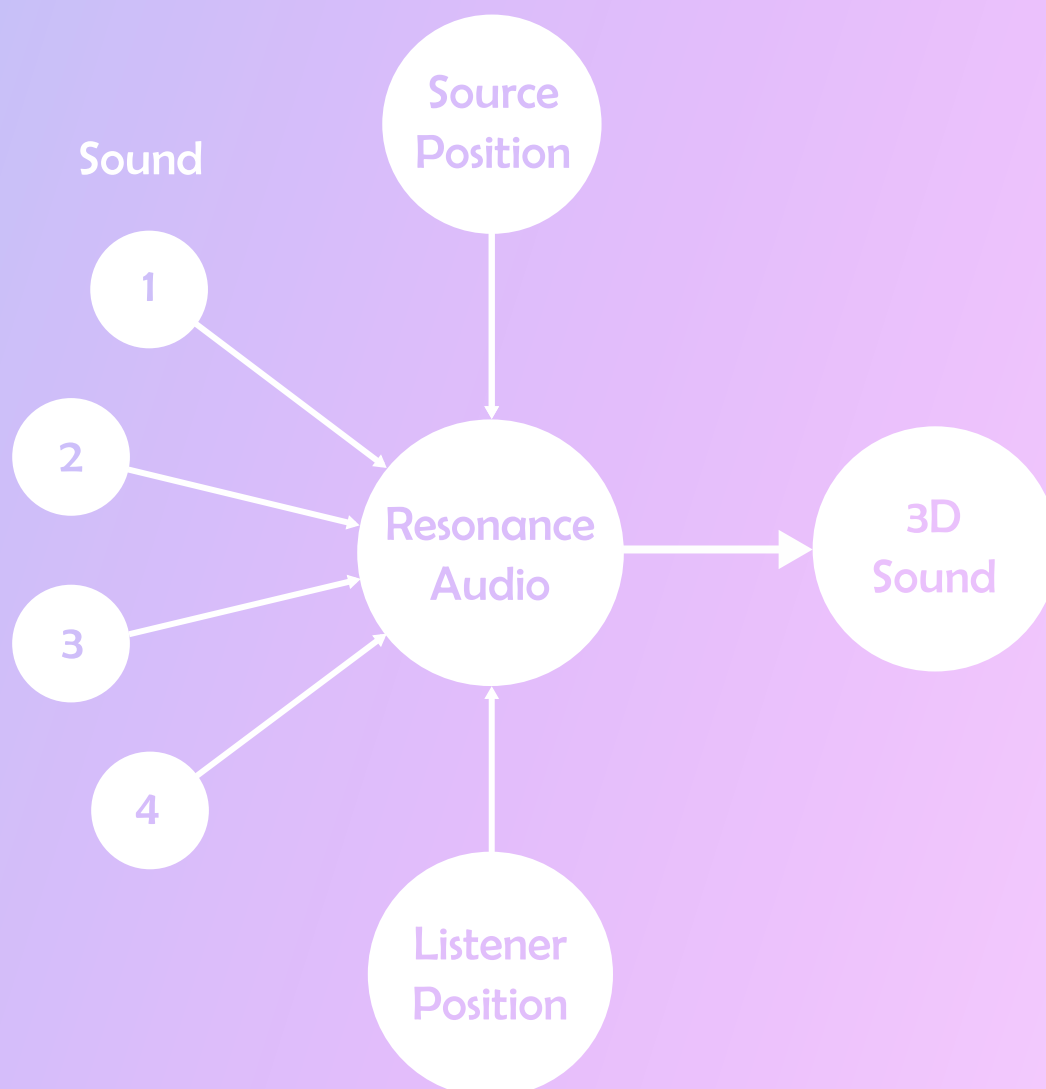 Source
Position
Sound
1
2
3
4
Resonance
Audio
3D
Sound
Listener
Position